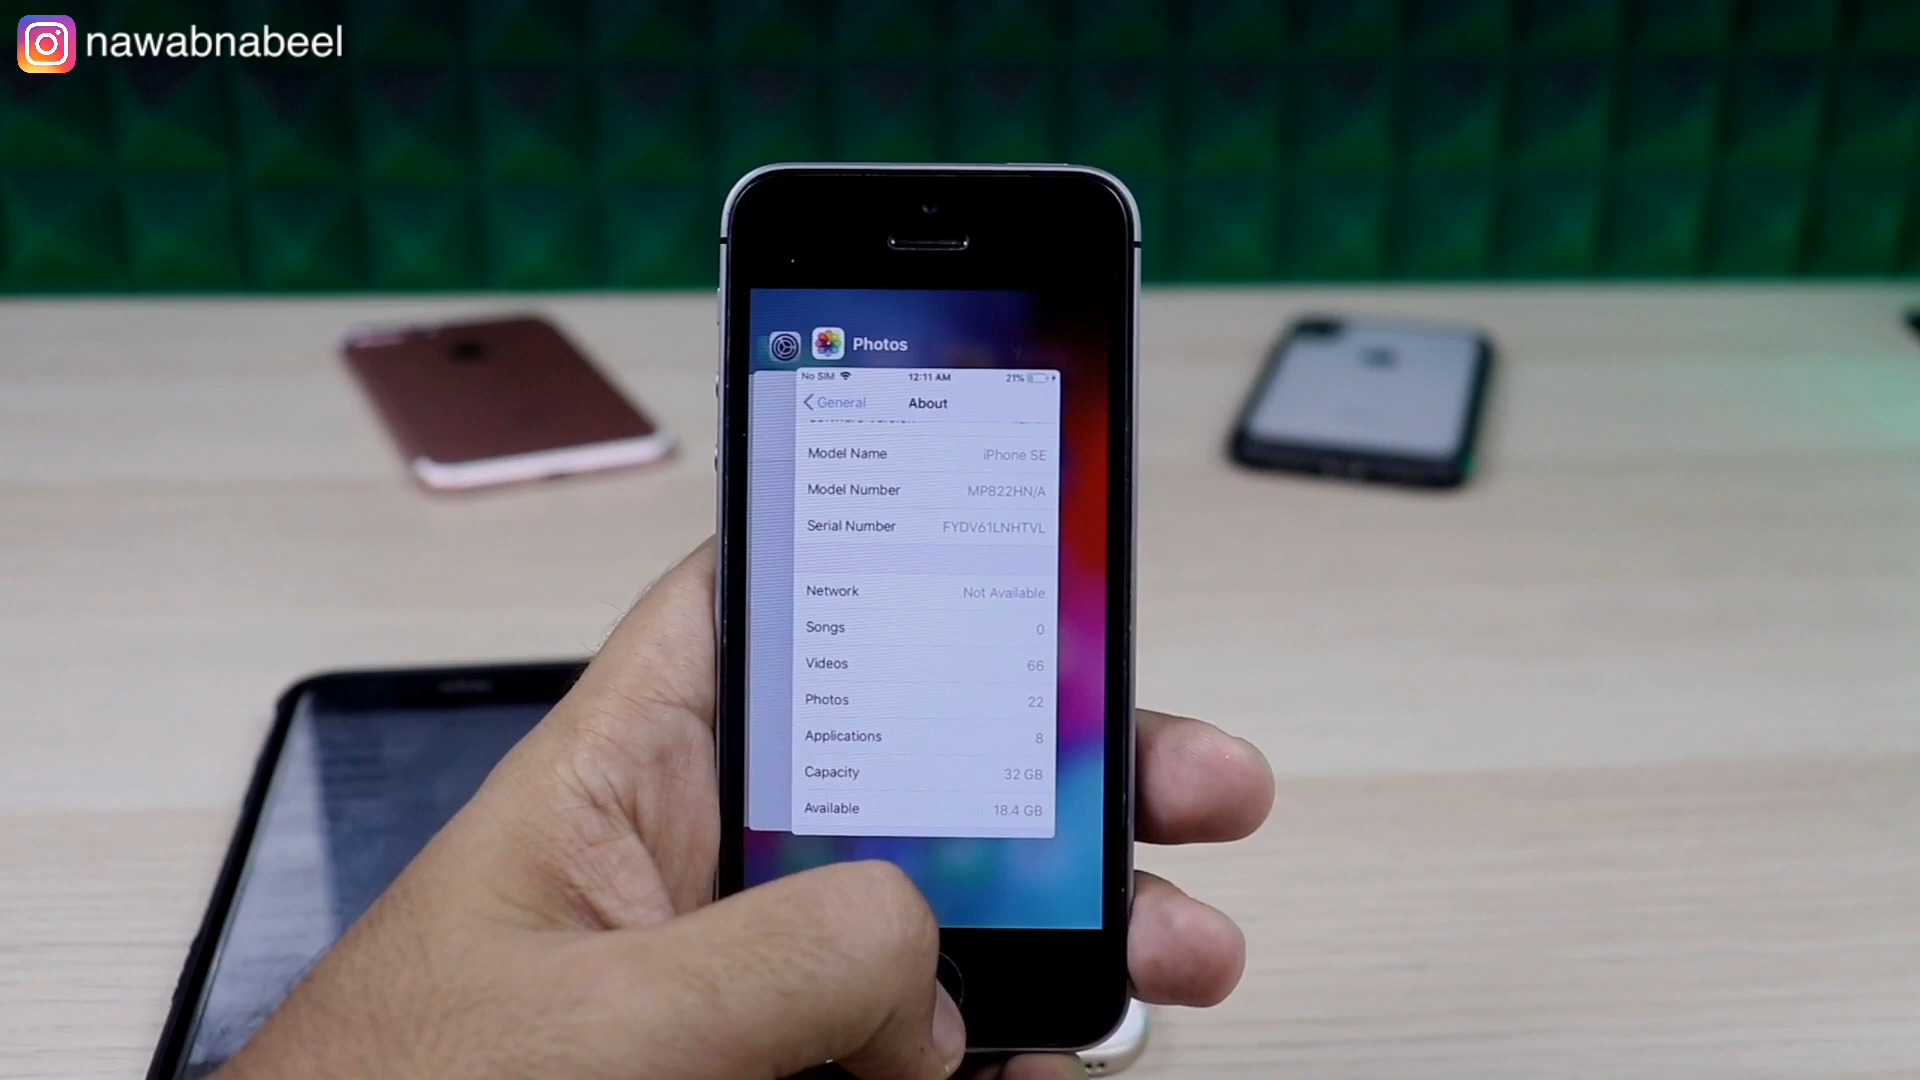 nawabnabeel
Photos
No SIM 12:11 AM 21%
General About
Model Name iPhone SE
Model Number MP822HN/A
Serial Number FYDV61LNHTVL
Network Not Available
Songs 0
Videos 66
Photos 22
Applications 8
Capacity 32 GB
Available 18.4 GB